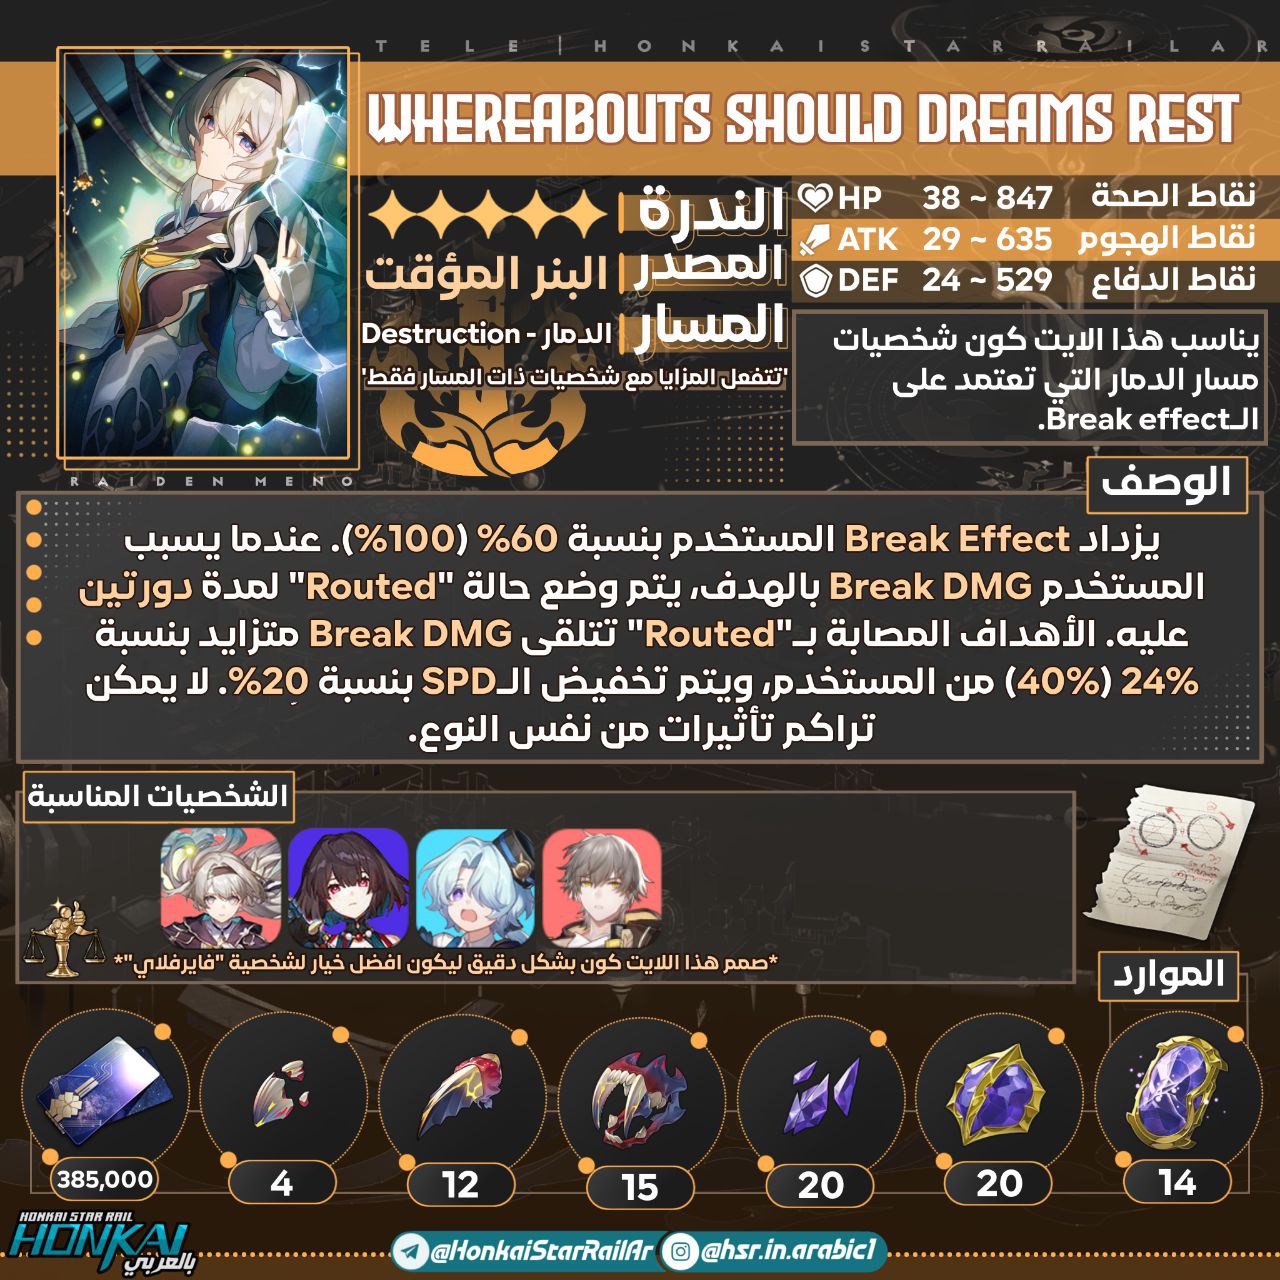 TELE|HONKAISTARRAILAR
WHEREABOUTS SHOULD DREAMS REST
الندرة
المصدر البنر المؤقت
المسار الدمار - Destruction
"تتفعل المزايا مع شخصيات ذات المسار فقط"
HP 38 ~ 847 نقاط الصحة
ATK 29 ~ 635 نقاط الهجوم
DEF 24 ~ 529 نقاط الدفاع
يناسب هذا الايت كون شخصيات
مسار الدمار التي تعتمد على
الـBreak effect.
RAIDEN MENO
الوصف
يزداد Break Effect المستخدم بنسبة 60% (100%). عندما يسبب
المستخدم Break DMG بالهدف، يتم وضع حالة "Routed" لمدة دورتين
عليه. الأهداف المصابة بـ"Routed" تتلقى Break DMG متزايد بنسبة
24% (40%) من المستخدم، ويتم تخفيض الـSPD بنسبة 20%. لا يمكن
تراكم تأثيرات من نفس النوع.
الشخصيات المناسبة
*صمم هذا اللايت كون بشكل دقيق ليكون افضل خيار لشخصية "فايرفلاي"*
الموارد
385,000
4
12
15
20
20
14
HONKAI STAR RAIL
HONKAI
بالعربي
@HonkaiStarRailAr
@hsr.in.arabic1